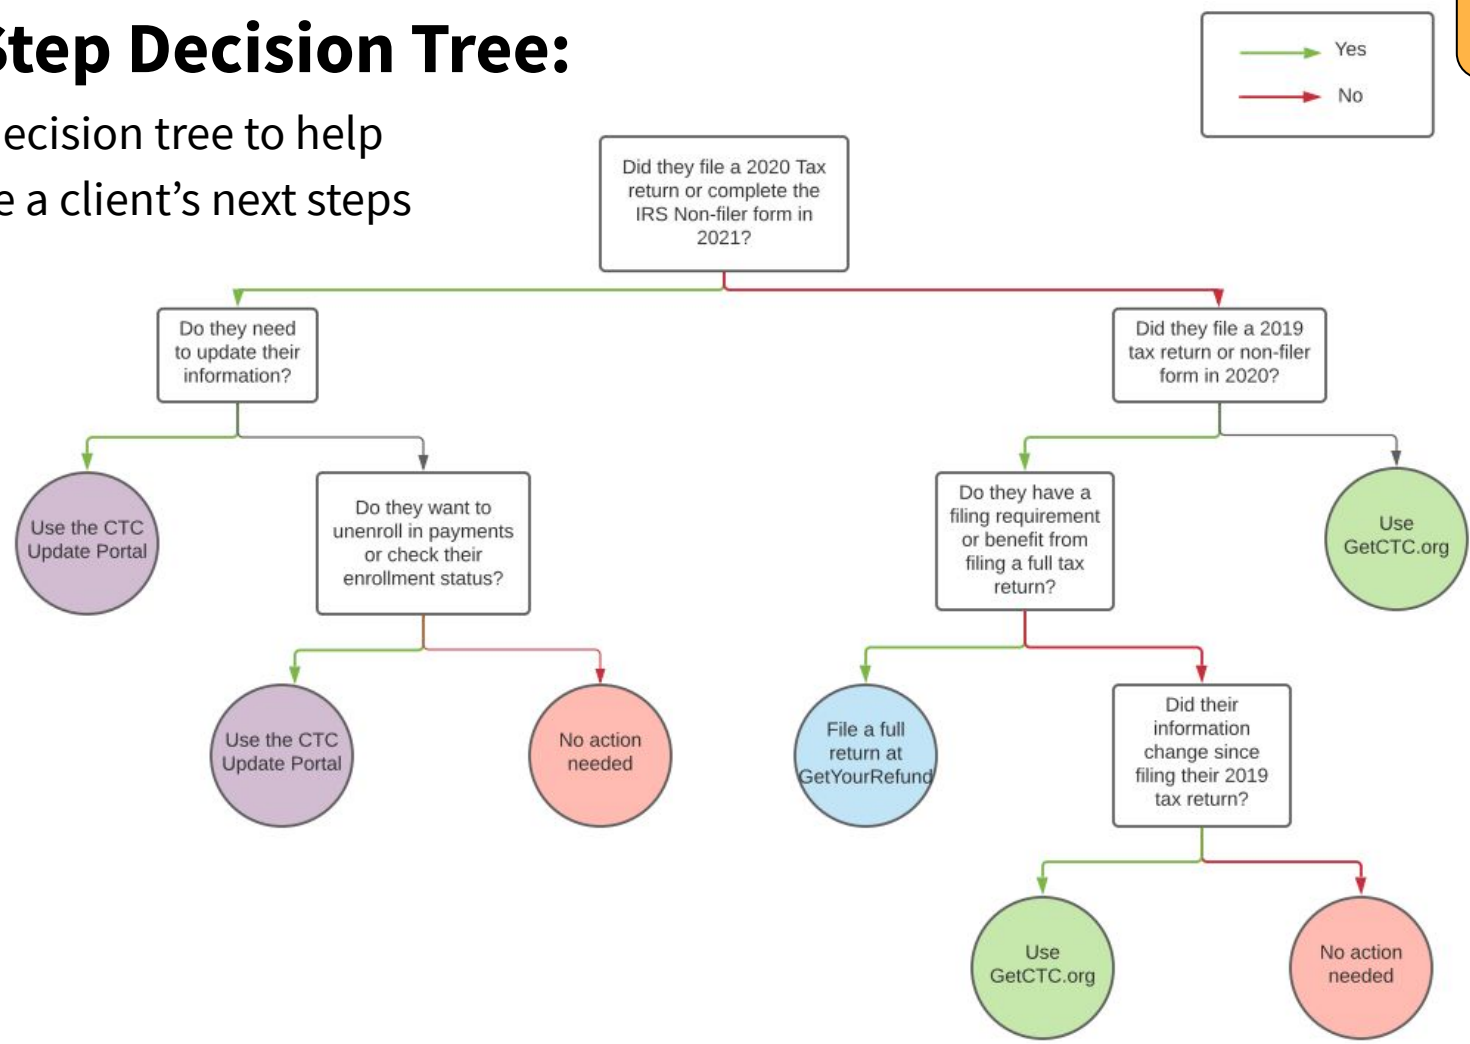 Step Decision Tree:
ecision tree to help
e a client's next steps
Yes
No
Did they file a 2020 Tax
return or complete the
IRS Non-filer form in
2021?
Do they need
to update their
information?
Did they file a 2019
tax return or non-filer
form in 2020?
Use the CTC
Update Portal
Do they want to
unenroll in payments
or check their
enrollment status?
Do they have a
filing requirement
or benefit from
filing a full tax
return?
Use
GetCTC.org
Use the CTC
Update Portal
No action
needed
File a full
return at
GetYourRefund
Did their
information
change since
filing their 2019
tax return?
Use
GetCTC.org
No action
needed